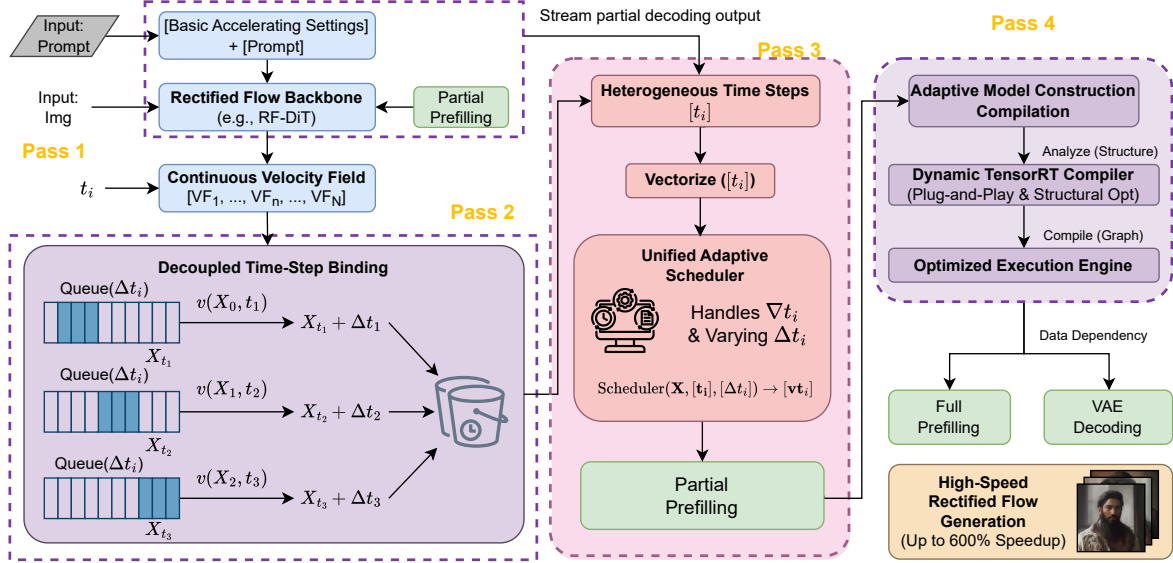 Input:
Prompt
[Basic Accelerating Settings]
+ [Prompt]
Input:
Img
Rectified Flow Backbone
(e.g., RF-DiT)
Partial
Prefilling
Pass 1
t_i
Continuous Velocity Field
[VF_1, ..., VF_n, ..., VF_N]
Pass 2
Decoupled Time-Step Binding
Queue(Δt_i)
v(X_0, t_1)
X_{t_1} + Δt_1
X_{t_1}
Queue(Δt_i)
v(X_1, t_2)
X_{t_2} + Δt_2
X_{t_2}
Queue(Δt_i)
v(X_2, t_3)
X_{t_3} + Δt_3
X_{t_3}
Stream partial decoding output
Pass 3
Heterogeneous Time Steps
[t_i]
Vectorize ([t_i])
Unified Adaptive
Scheduler
Handles ∇t_i
& Varying Δt_i
Scheduler(X, [t_i], [Δt_i]) → [vt_i]
Partial
Prefilling
Pass 4
Adaptive Model Construction
Compilation
Analyze (Structure)
Dynamic TensorRT Compiler
(Plug-and-Play & Structural Opt)
Compile (Graph)
Optimized Execution Engine
Data Dependency
Full
Prefilling
VAE
Decoding
High-Speed
Rectified Flow
Generation
(Up to 600% Speedup)